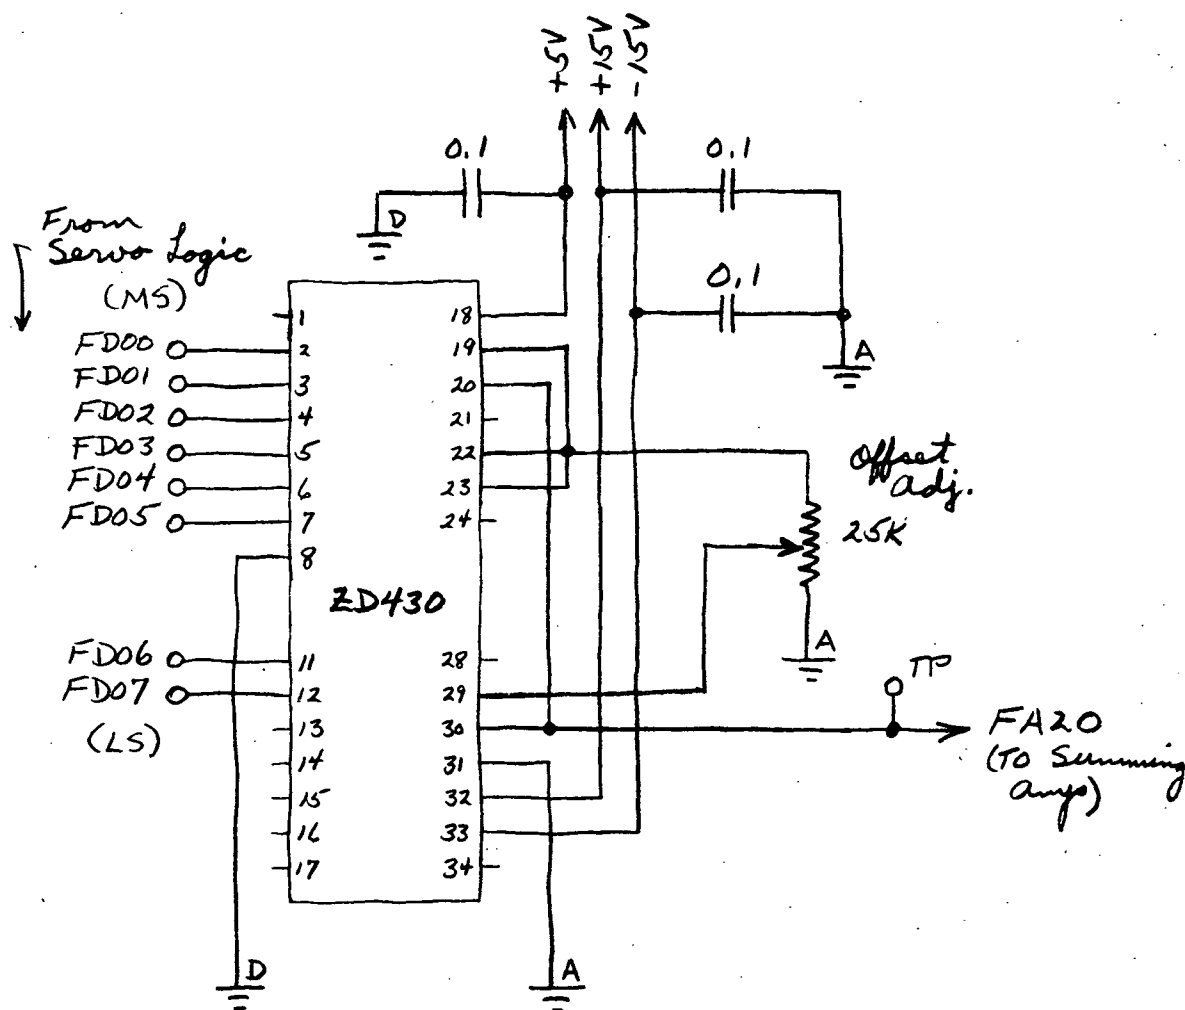 +5V
+15V
-15V
0.1
0.1
D
From
Servo Logic
(MS)
0.1
A
1
18
FD00
2
19
FD01
3
20
FD02
4
21
FD03
5
22
FD04
6
23
FD05
7
24
8
Offset
Adj.
25K
ZD430
A
FD06
11
28
FD07
12
29
(LS)
13
30
TP
FA20
(To Summing
Amps)
14
31
15
32
16
33
17
34
D
A